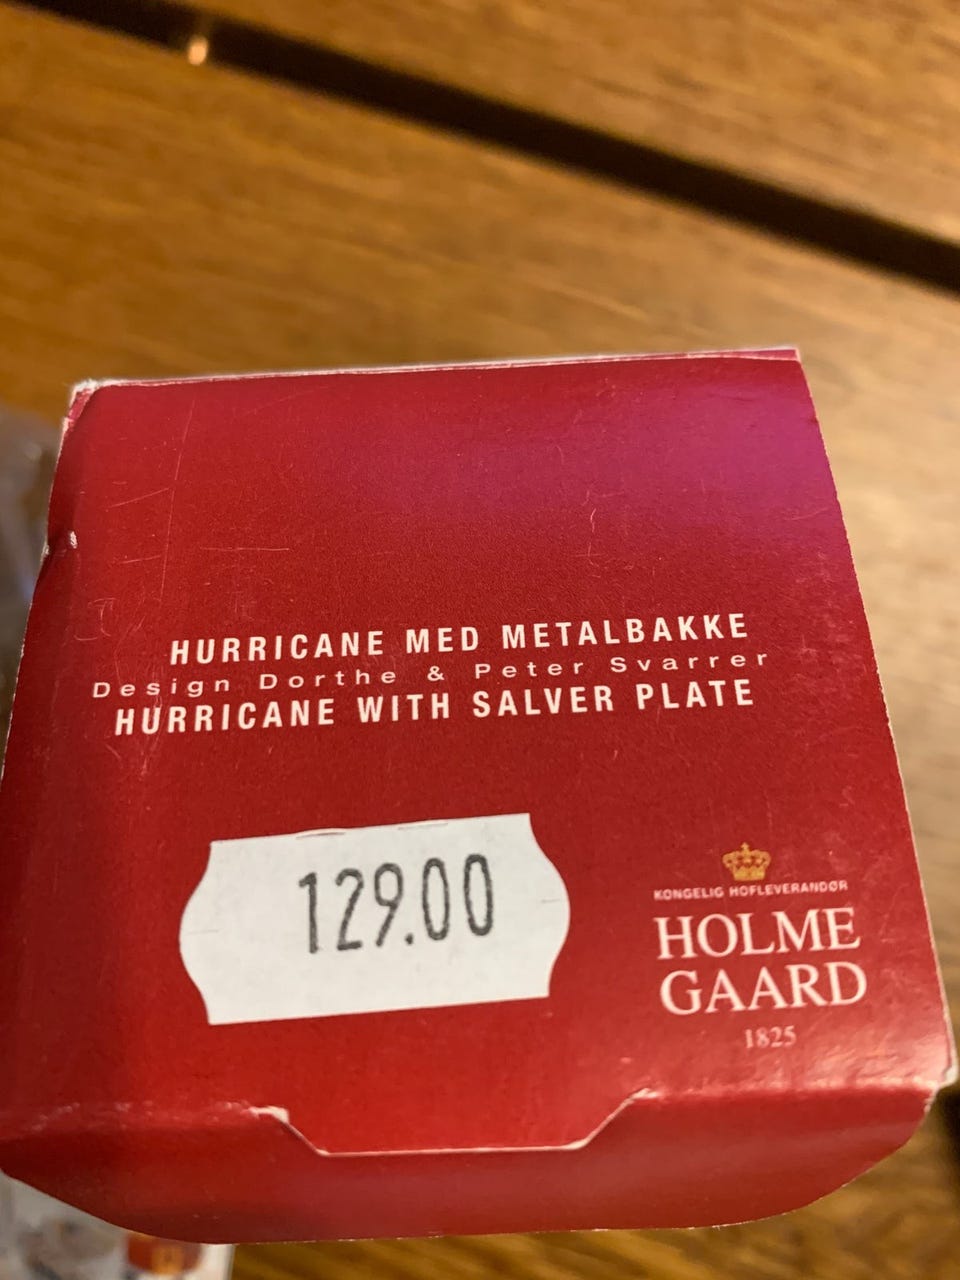 HURRICANE MED METALBAKKE
Design Dorthe & Peter Svarrer
HURRICANE WITH SALVER PLATE
129.00
KONGELIG HOFLEVERANDØR
HOLME
GAARD
1825